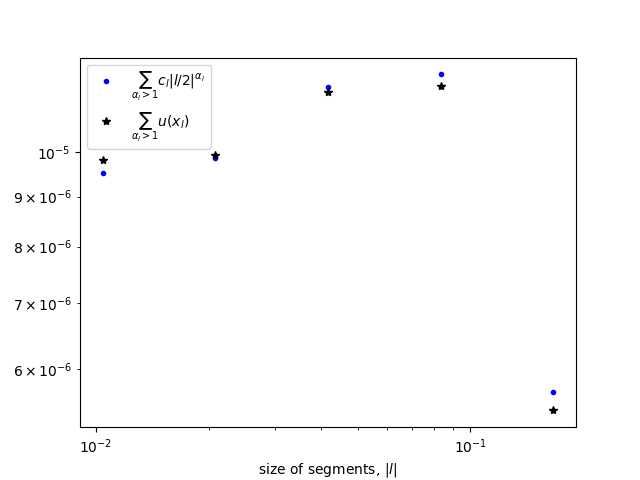 ∑_{α_l>1} c_l|l/2|^{α_l}
∑_{α_l>1} u(x_l)
10⁻⁵
9 × 10⁻⁶
8 × 10⁻⁶
7 × 10⁻⁶
6 × 10⁻⁶
10⁻² 10⁻¹
size of segments, |l|